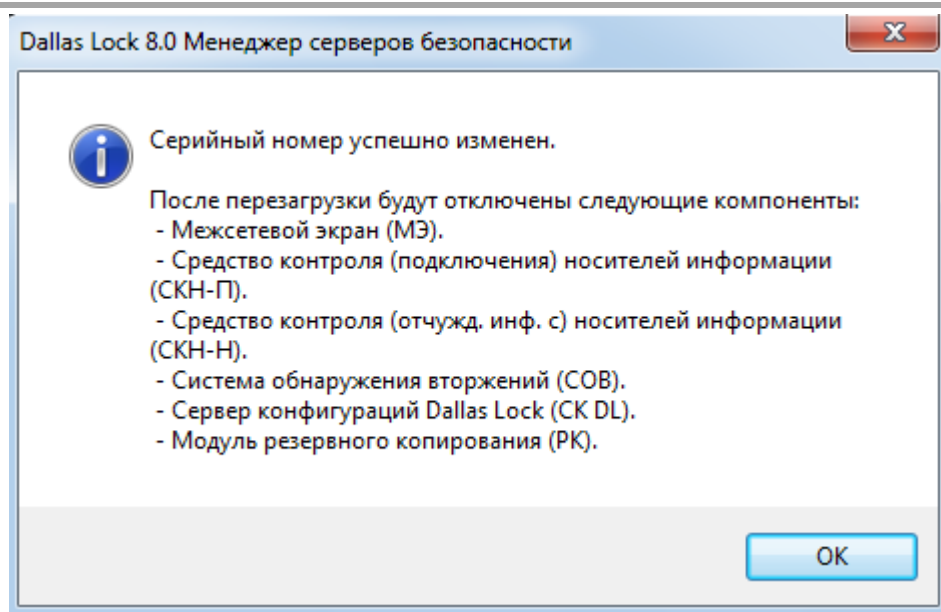 Dallas Lock 8.0 Менеджер серверов безопасности
Серийный номер успешно изменен.
После перезагрузки будут отключены следующие компоненты:
- Межсетевой экран (МЭ).
- Средство контроля (подключения) носителей информации
(СКН-П).
- Средство контроля (отчужд. инф. с) носителей информации
(СКН-Н).
- Система обнаружения вторжений (СОВ).
- Сервер конфигураций Dallas Lock (СК DL).
- Модуль резервного копирования (РК).
ОК